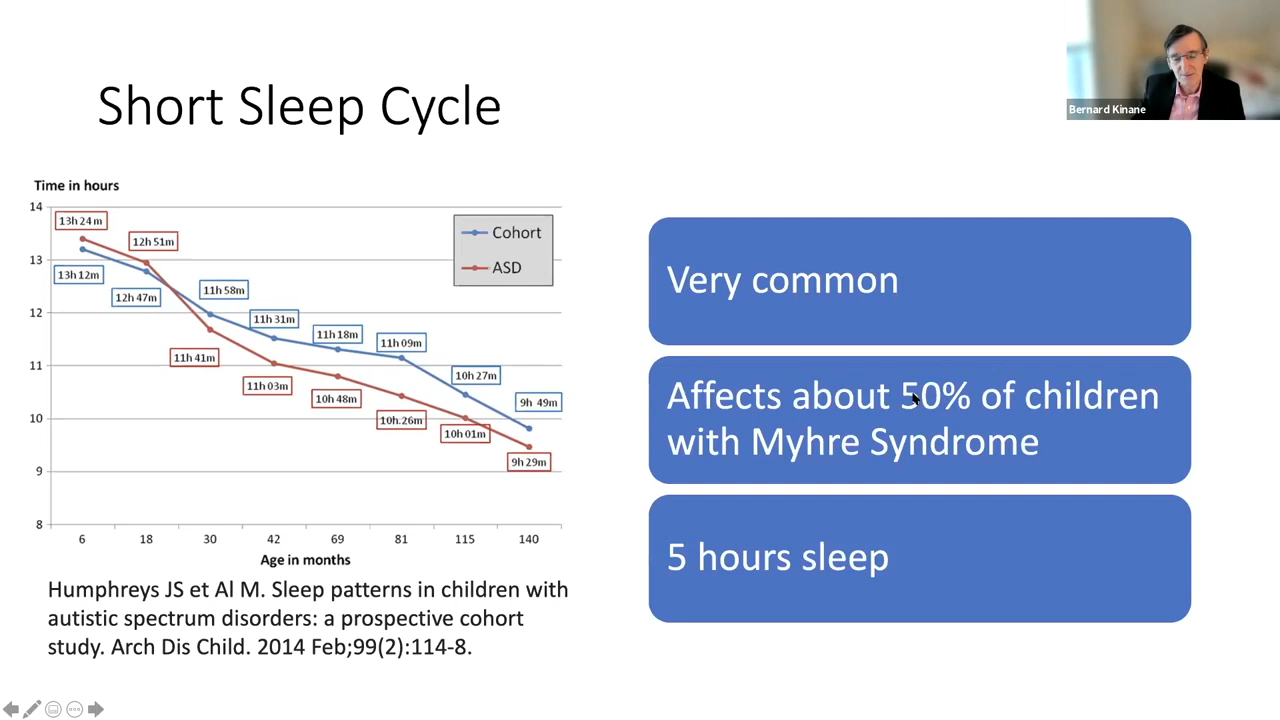 Short Sleep Cycle
Bernard Kinane
Time in hours
14
13
12
11
10
9
8
13h 24m
12h 51m
13h 12m
12h 47m
11h 58m
11h 41m
11h 31m
11h 03m
11h 18m
10h 48m
11h 09m
10h.26m
10h 27m
10h 01m
9h 49m
9h 29m
Cohort
ASD
6 18 30 42 69 81 115 140
Age in months
Humphreys JS et Al M. Sleep patterns in children with
autistic spectrum disorders: a prospective cohort
study. Arch Dis Child. 2014 Feb;99(2):114-8.
Very common
Affects about 50% of children
with Myhre Syndrome
5 hours sleep